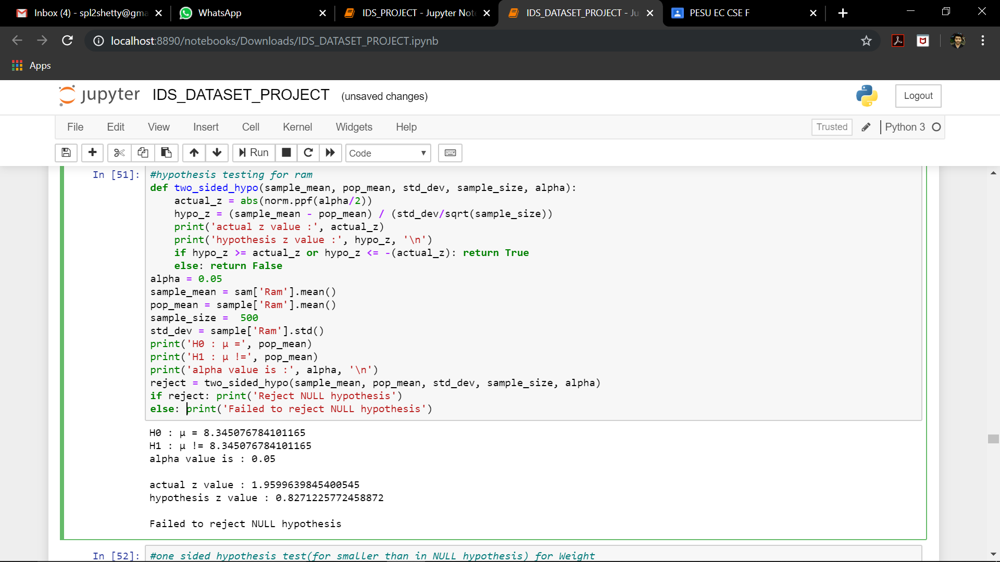 Inbox (4) - spl2shetty@gma
WhatsApp
IDS_PROJECT - Jupyter Not
IDS_DATASET_PROJECT - Ju
PESU EC CSE F
localhost:8890/notebooks/Downloads/IDS_DATASET_PROJECT.ipynb
Apps
jupyter IDS_DATASET_PROJECT (unsaved changes)
Logout
File Edit View Insert Cell Kernel Widgets Help
Trusted
Python 3
Run
Code
In [51]:
#hypothesis testing for ram
def two_sided_hypo(sample_mean, pop_mean, std_dev, sample_size, alpha):
    actual_z = abs(norm.ppf(alpha/2))
    hypo_z = (sample_mean - pop_mean) / (std_dev/sqrt(sample_size))
    print('actual z value :', actual_z)
    print('hypothesis z value :', hypo_z, '\n')
    if hypo_z >= actual_z or hypo_z <= -(actual_z): return True
    else: return False
alpha = 0.05
sample_mean = sam['Ram'].mean()
pop_mean = sample['Ram'].mean()
sample_size =  500
std_dev = sample['Ram'].std()
print('H0 : μ =', pop_mean)
print('H1 : μ !=', pop_mean)
print('alpha value is :', alpha, '\n')
reject = two_sided_hypo(sample_mean, pop_mean, std_dev, sample_size, alpha)
if reject: print('Reject NULL hypothesis')
else: print('Failed to reject NULL hypothesis')
H0 : μ = 8.345076784101165
H1 : μ != 8.345076784101165
alpha value is : 0.05
actual z value : 1.9599639845400545
hypothesis z value : 0.8271225772458872
Failed to reject NULL hypothesis
In [52]:
#one sided hypothesis test(for smaller than in NULL hypothesis) for Weight